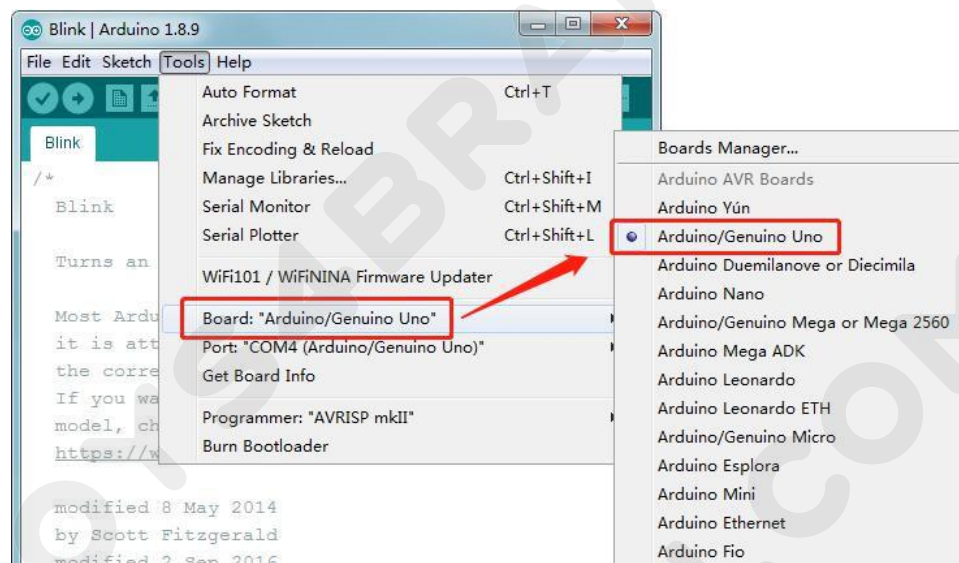 Blink | Arduino 1.8.9
File Edit Sketch Tools Help
Auto Format Ctrl+T
Archive Sketch
Fix Encoding & Reload
Manage Libraries... Ctrl+Shift+I
Serial Monitor Ctrl+Shift+M
Serial Plotter Ctrl+Shift+L
WiFi101 / WiFiNINA Firmware Updater
Board: "Arduino/Genuino Uno"
Port: "COM4 (Arduino/Genuino Uno)"
Get Board Info
Programmer: "AVRISP mkII"
Burn Bootloader
Boards Manager...
Arduino AVR Boards
Arduino Yún
Arduino/Genuino Uno
Arduino Duemilanove or Diecimila
Arduino Nano
Arduino/Genuino Mega or Mega 2560
Arduino Mega ADK
Arduino Leonardo
Arduino Leonardo ETH
Arduino/Genuino Micro
Arduino Esplora
Arduino Mini
Arduino Ethernet
Arduino Fio
Blink
/*
Blink
Turns an
Most Ardu
it is att
the corre
If you wa
model, ch
https://w
modified 8 May 2014
by Scott Fitzgerald
modified 2 Sep 2016